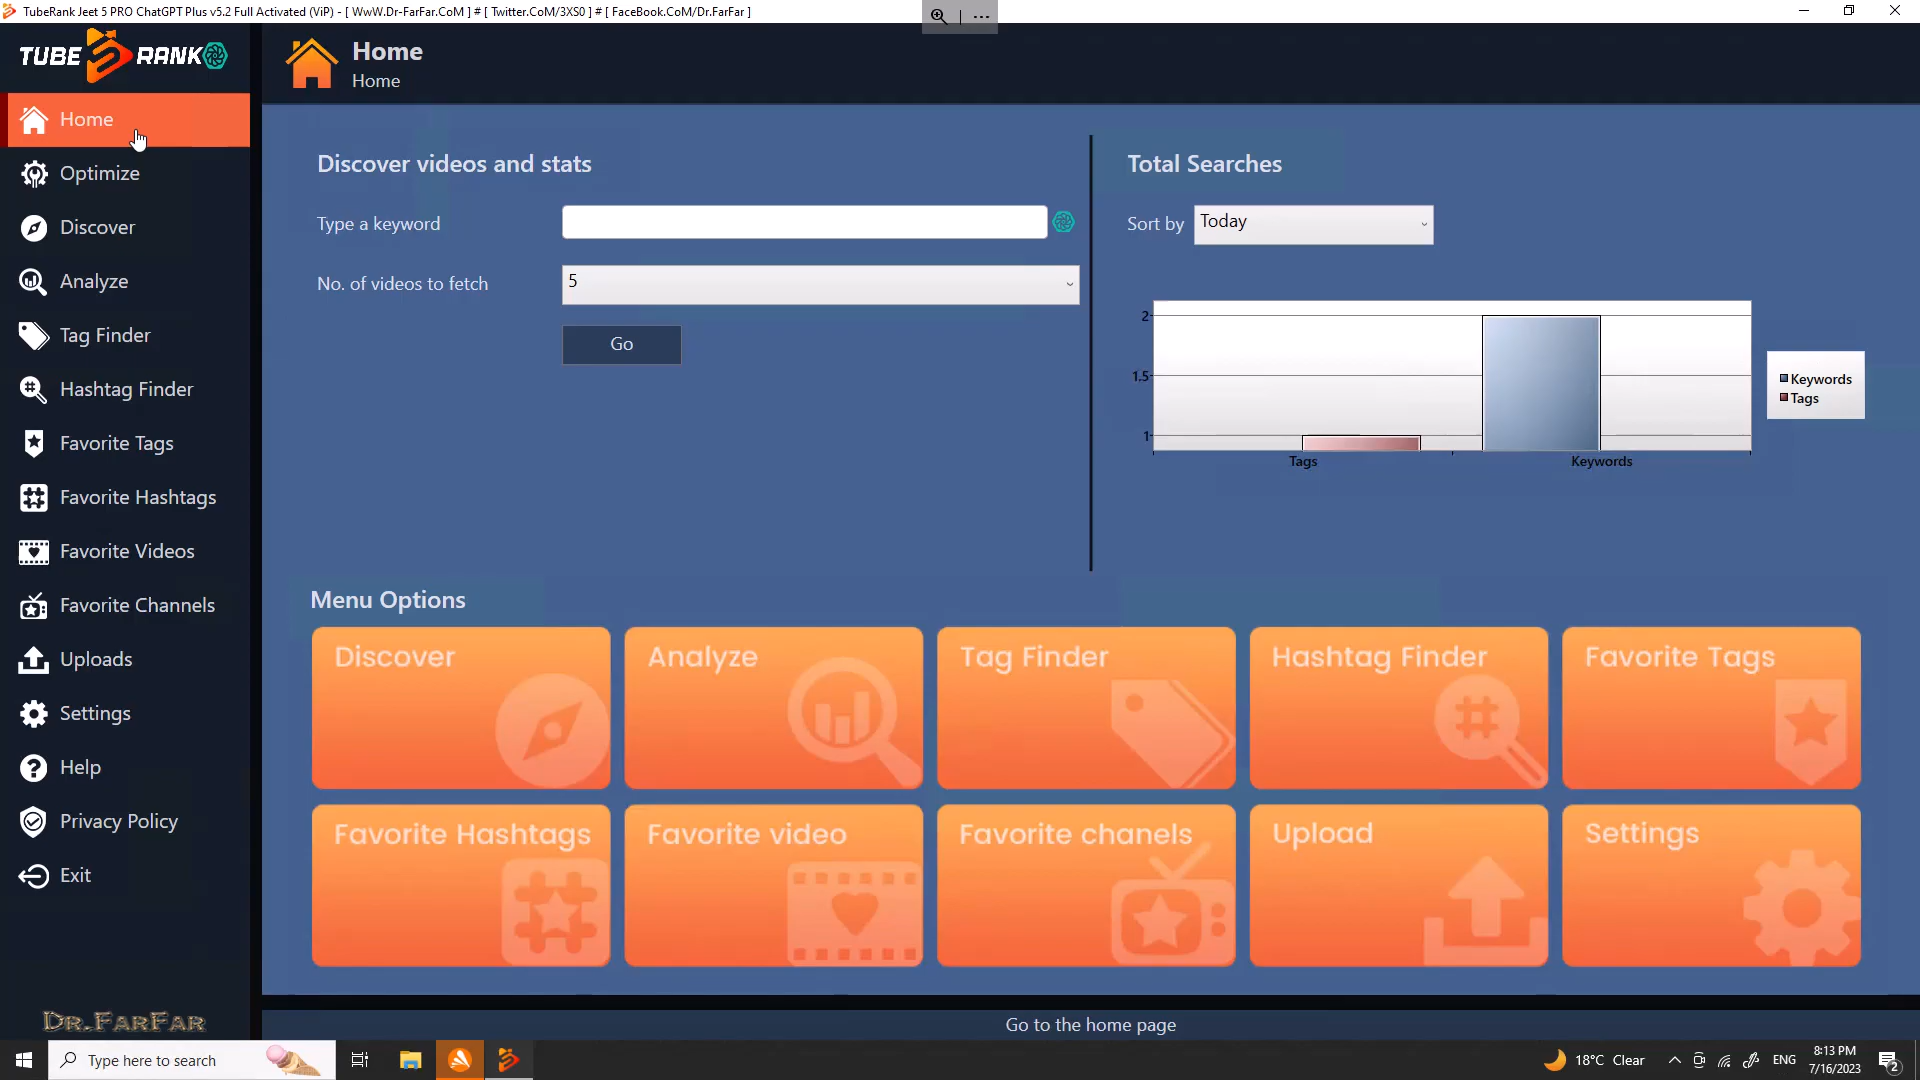 TubeRank Jeet 5 PRO ChatGPT Plus v5.2 Full Activated (ViP) - [ WwW.Dr-FarFar.CoM ] # [ Twitter.CoM/3XS0 ] # [ FaceBook.CoM/Dr.FarFar ]
TUBE RANK
Home
Optimize
Discover
Analyze
Tag Finder
Hashtag Finder
Favorite Tags
Favorite Hashtags
Favorite Videos
Favorite Channels
Uploads
Settings
Help
Privacy Policy
Exit
DR.FARFAR
Home
Home
Discover videos and stats
Type a keyword
No. of videos to fetch
5
Go
Total Searches
Sort by
Today
2
1.5
1
Tags
Keywords
Keywords
Tags
Menu Options
Discover
Analyze
Tag Finder
Hashtag Finder
Favorite Tags
Favorite Hashtags
Favorite video
Favorite chanels
Upload
Settings
Go to the home page
Type here to search
18°C Clear
ENG
8:13 PM
7/16/2023
2